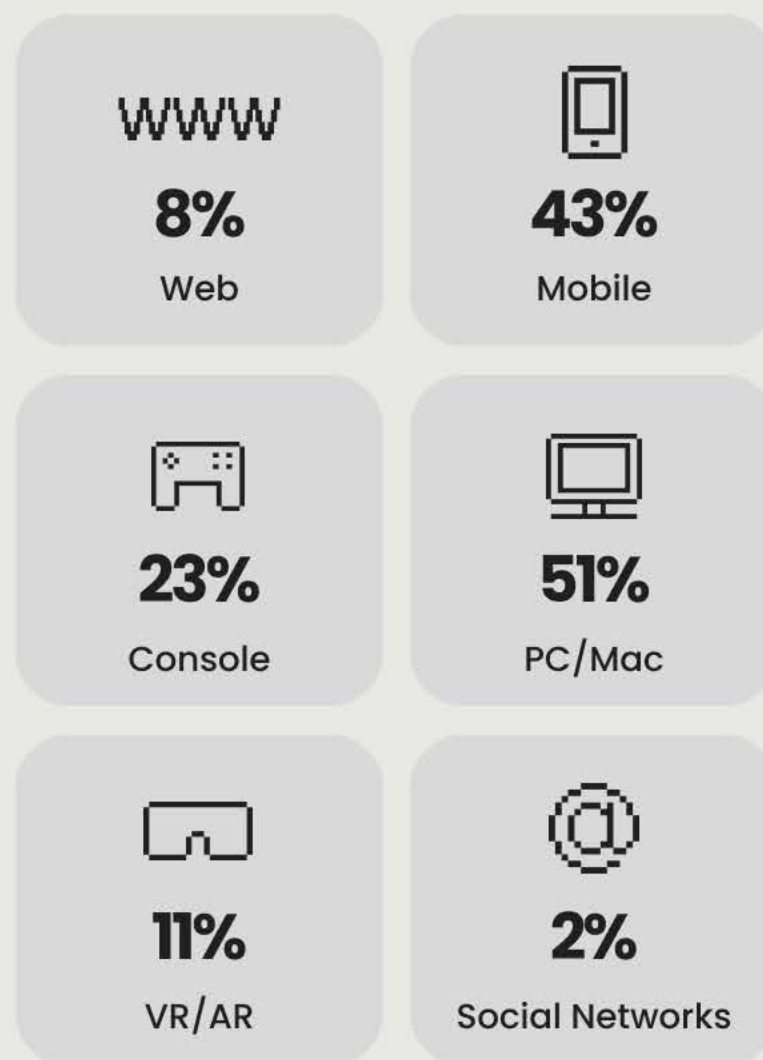 WWW
8%
Web
43%
Mobile
23%
Console
51%
PC/Mac
11%
VR/AR
@
2%
Social Networks